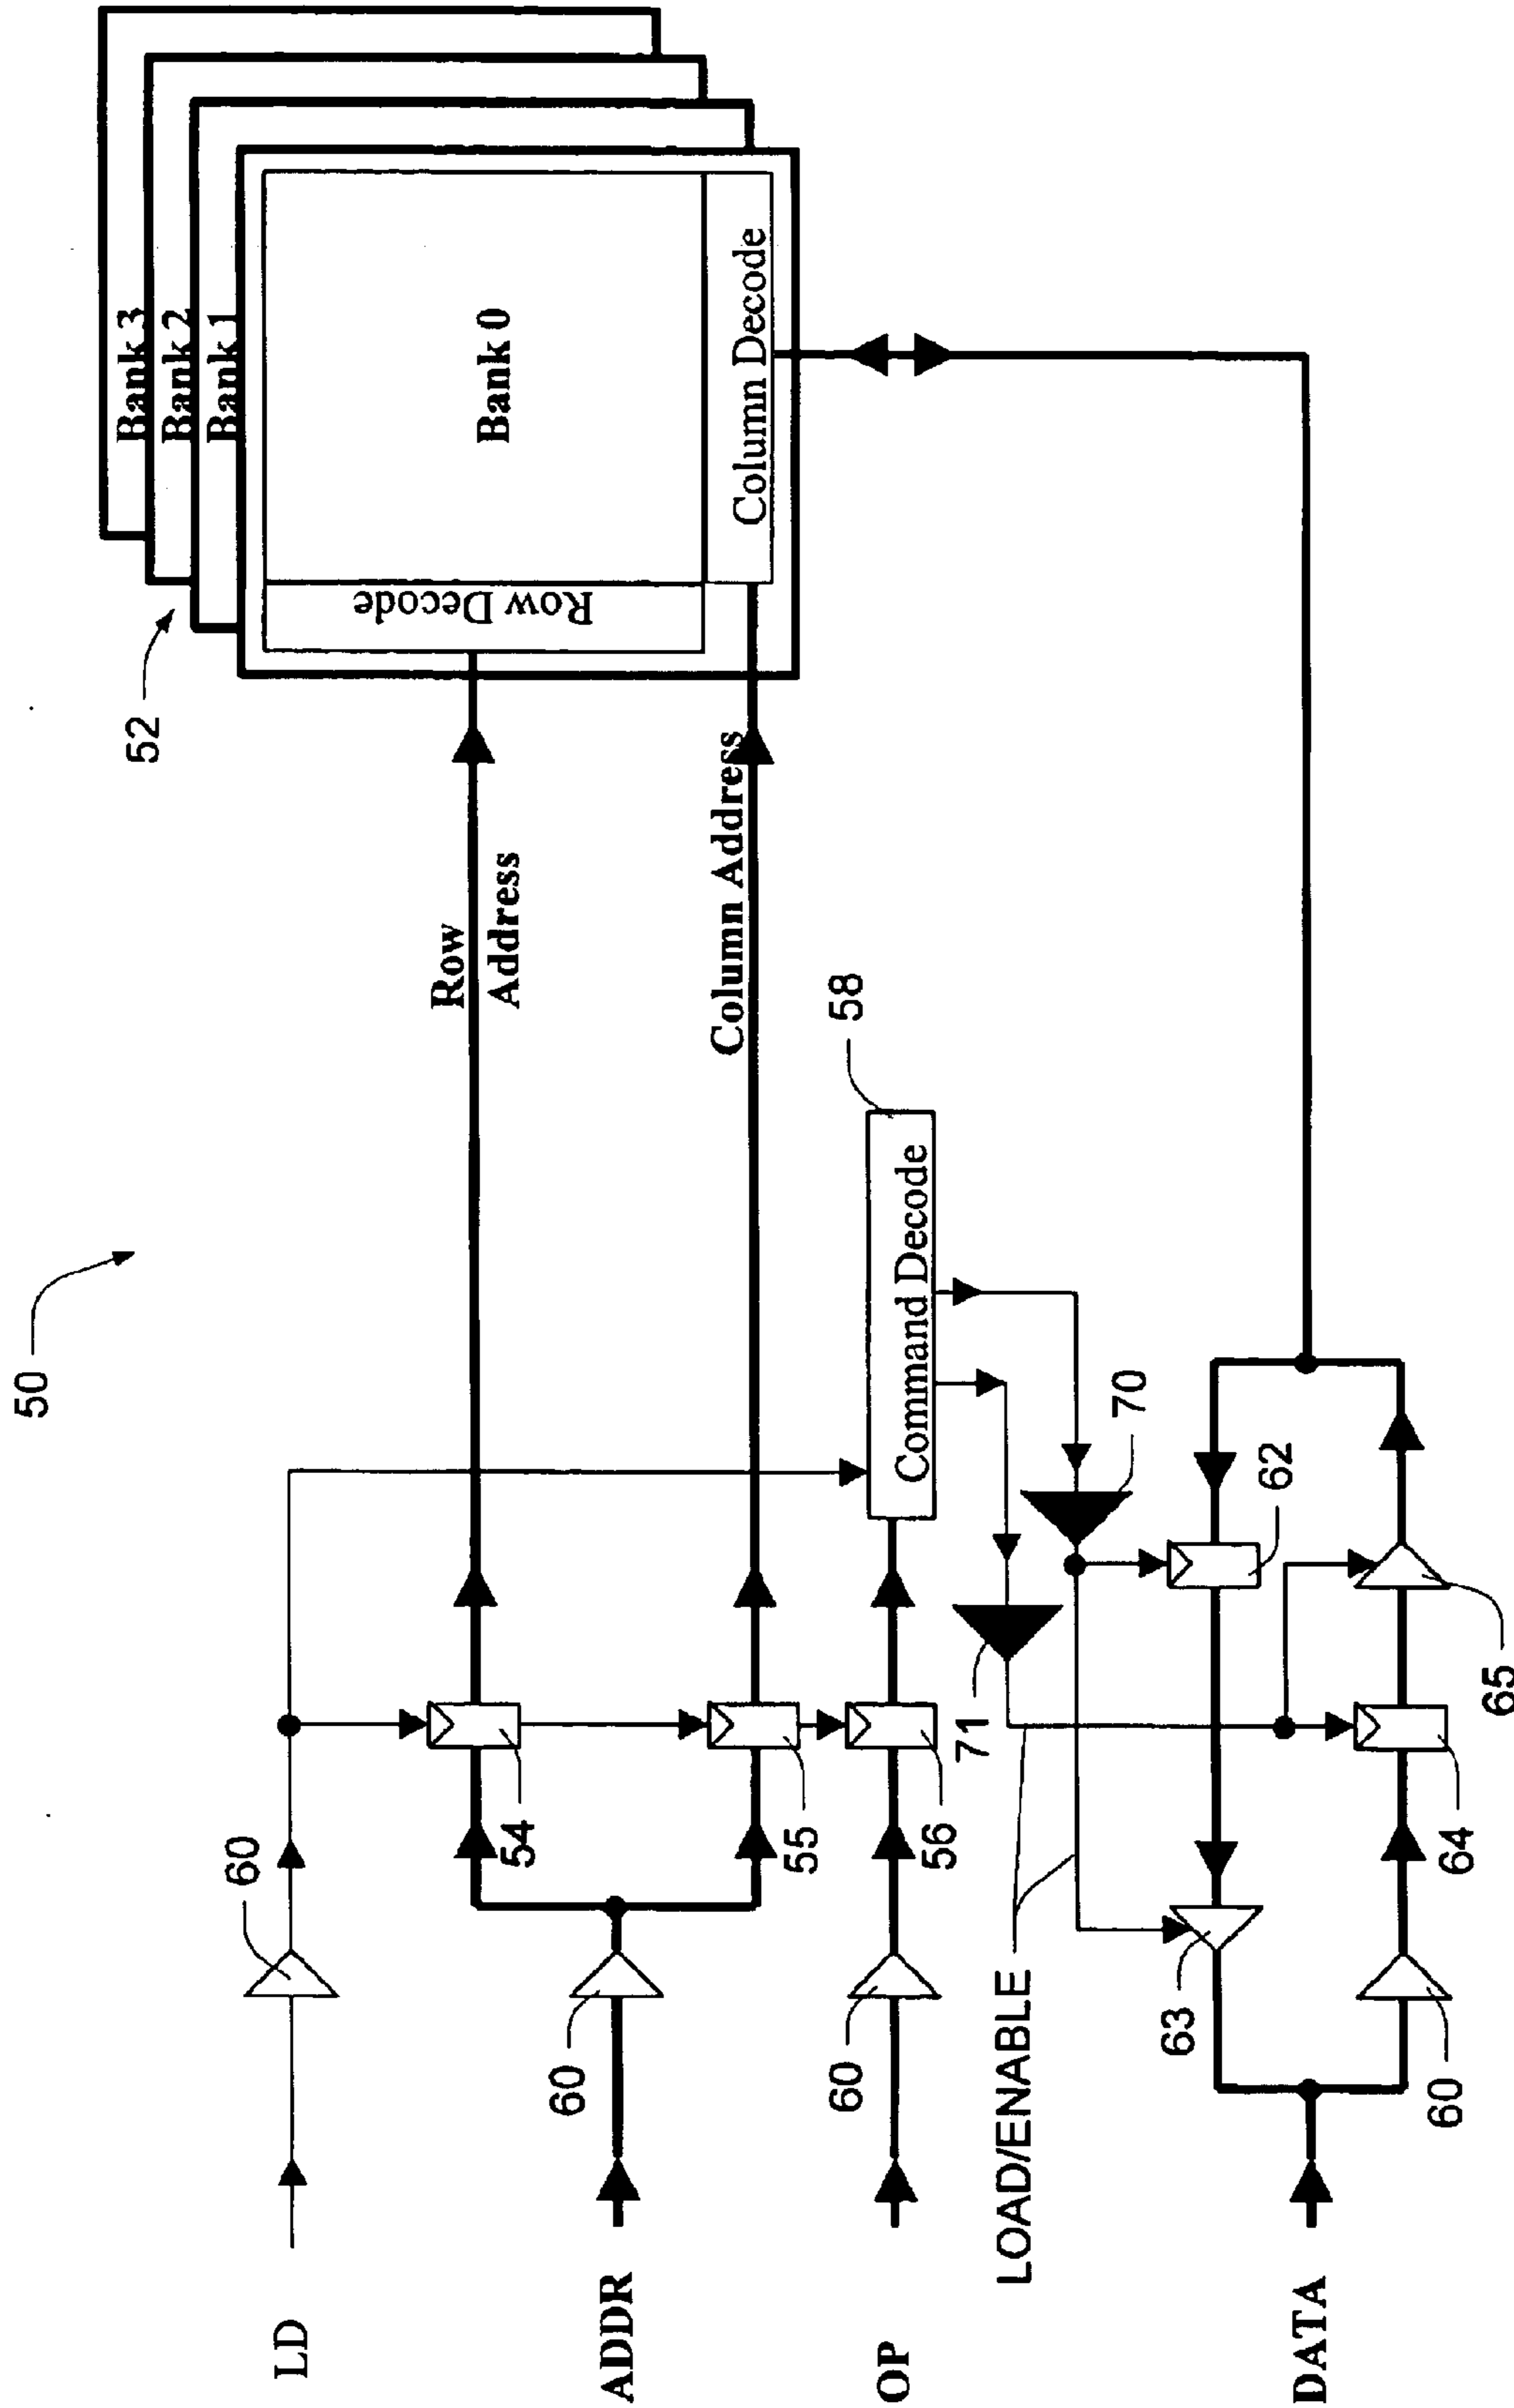 50
52
Bank 3
Bank 2
Bank 1
Bank 0
Row Decode
Column Decode
Row
Address
Column Address
58
Command Decode
LD
60
54
ADDR
60
55
OP
60
56
LOAD/ENABLE
71
70
62
63
DATA
60
64
65